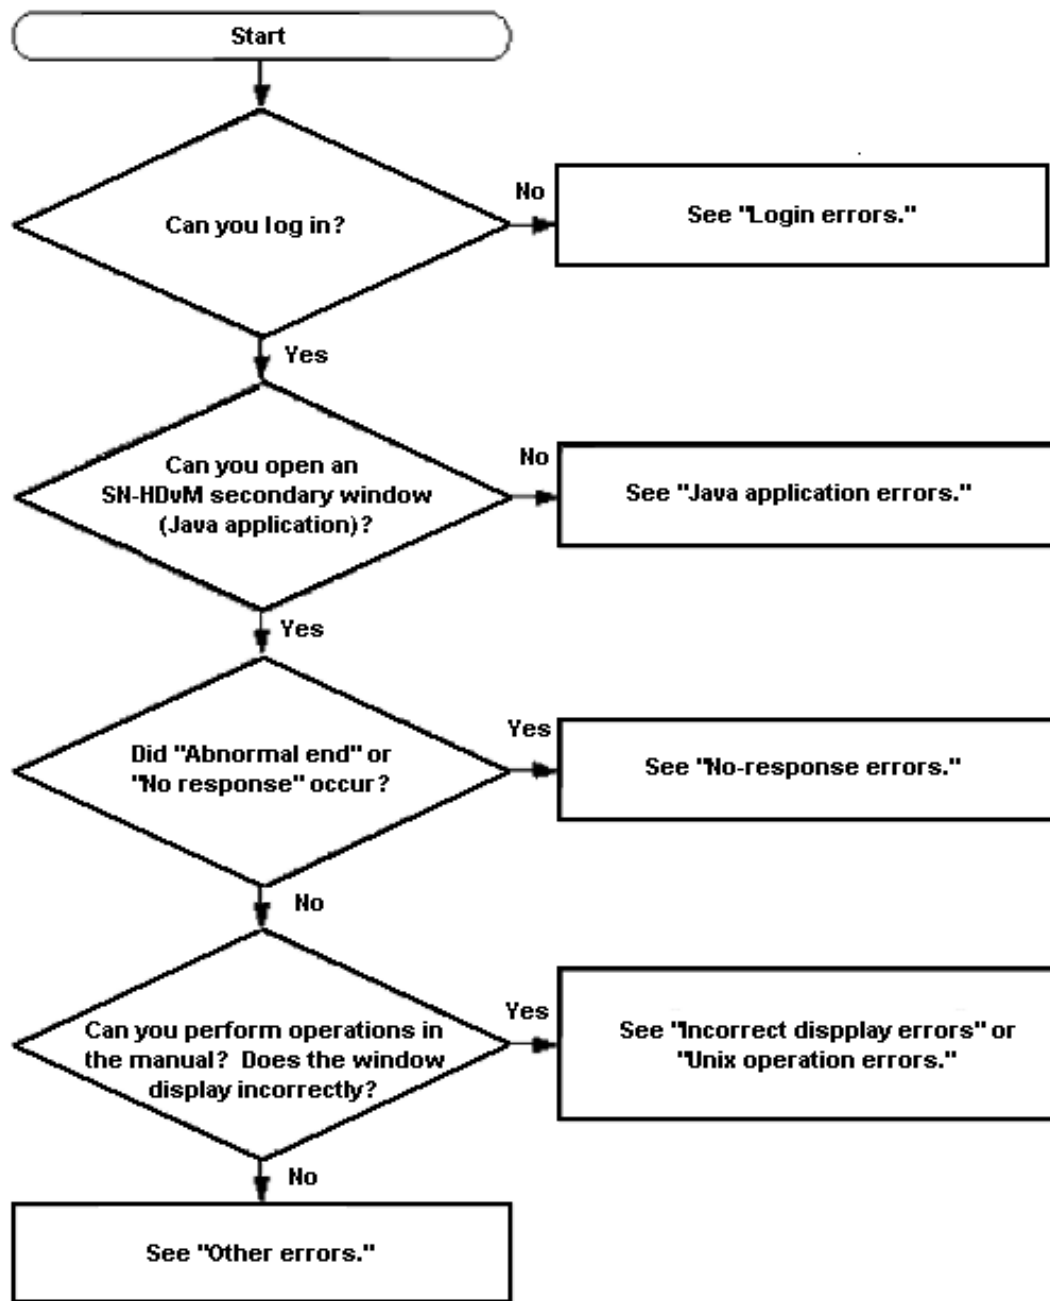 Start
Can you log in?
No
See "Login errors."
Yes
Can you open an
SN-HDvM secondary window
(Java application)?
No
See "Java application errors."
Yes
Did "Abnormal end" or
"No response" occur?
Yes
See "No-response errors."
No
Can you perform operations in
the manual? Does the window
display incorrectly?
Yes
See "Incorrect dispplay errors" or
"Unix operation errors."
No
See "Other errors."